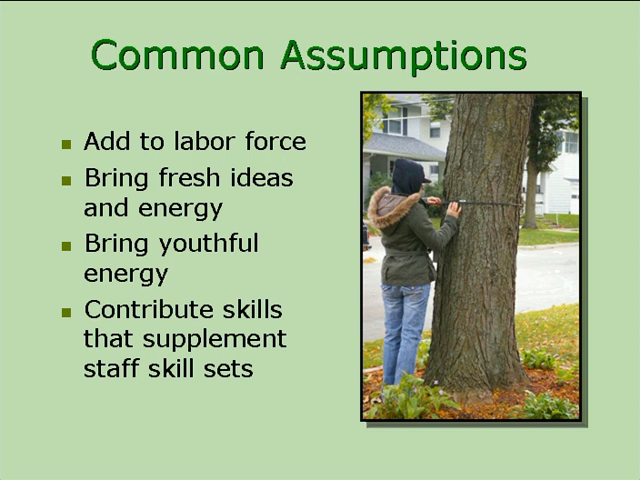 Common Assumptions
Add to labor force
Bring fresh ideas
and energy
Bring youthful
energy
Contribute skills
that supplement
staff skill sets